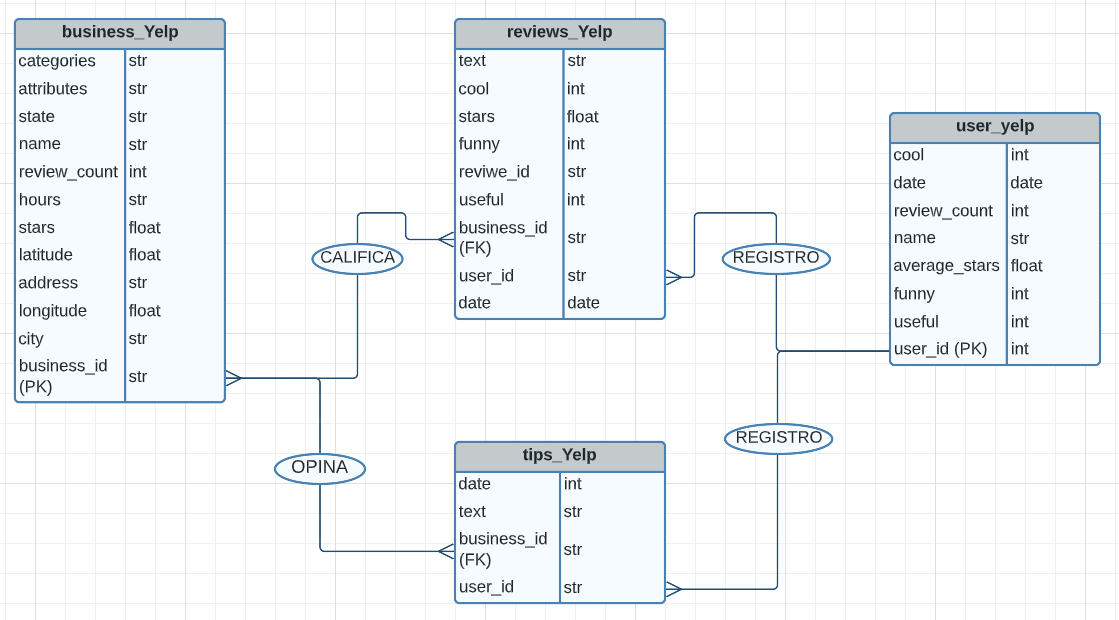 business_Yelp
categories str
attributes str
state str
name str
review_count int
hours str
stars float
latitude float
address str
longitude float
city str
business_id
(PK)
str
reviews_Yelp
text str
cool int
stars float
funny int
reviwe_id str
useful int
business_id
(FK)
str
user_id str
date date
user_yelp
cool int
date date
review_count int
name str
average_stars float
funny int
useful int
user_id (PK) int
CALIFICA
REGISTRO
OPINA
REGISTRO
tips_Yelp
date int
text str
business_id
(FK)
str
user_id str